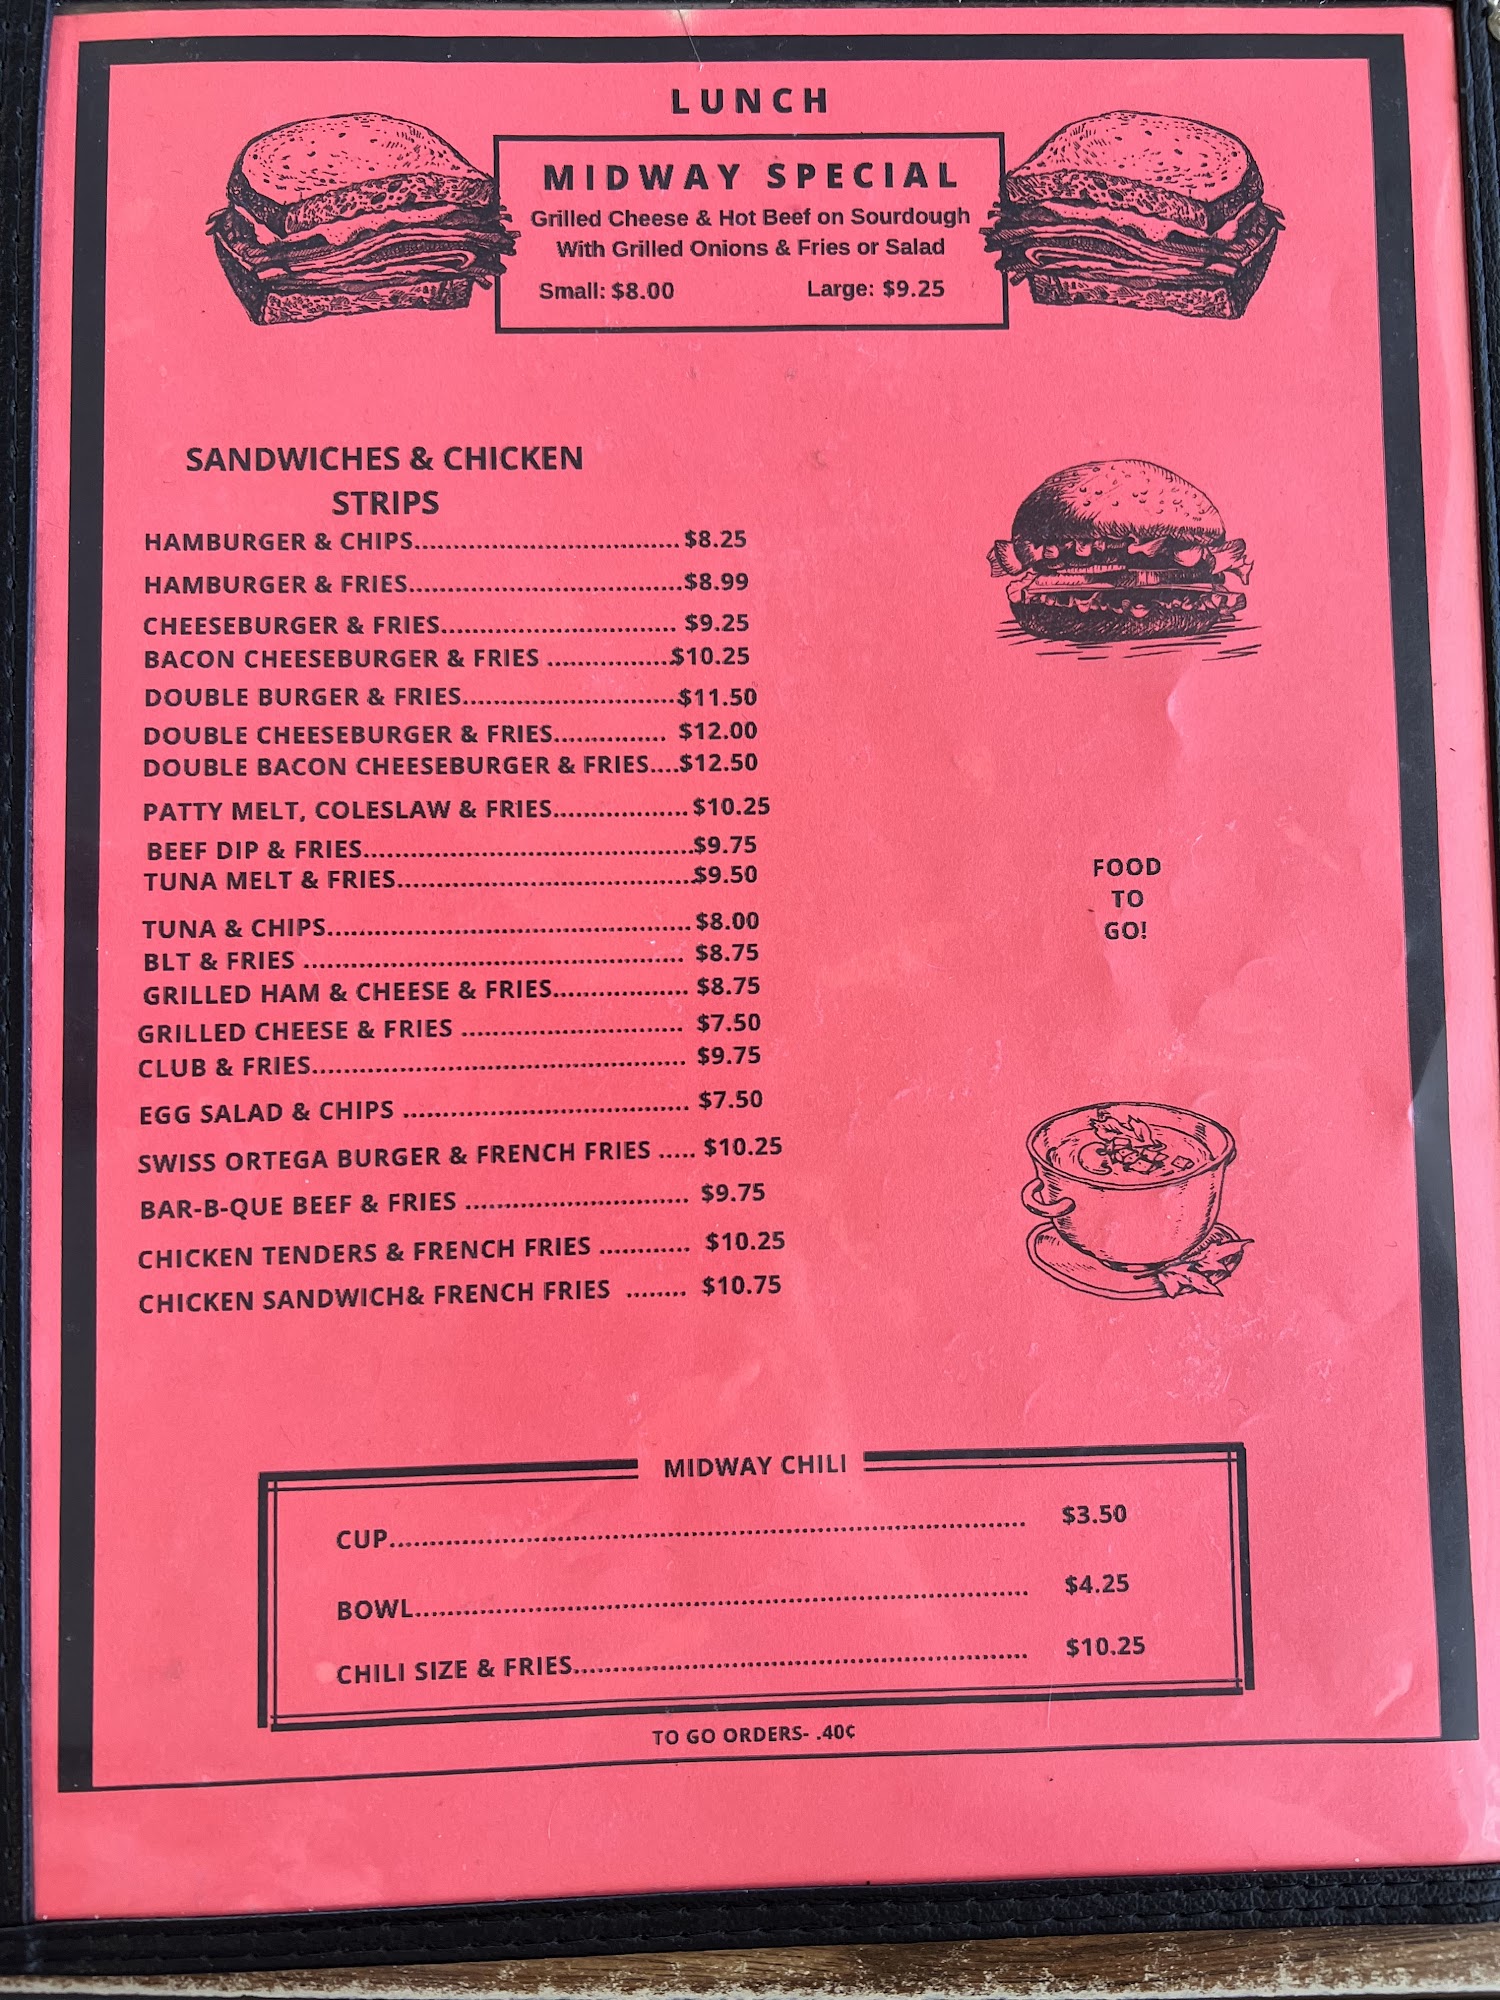 LUNCH
MIDWAY SPECIAL
Grilled Cheese & Hot Beef on Sourdough
With Grilled Onions & Fries or Salad
Small: $8.00 Large: $9.25
SANDWICHES & CHICKEN
STRIPS
HAMBURGER & CHIPS.................................. $8.25
HAMBURGER & FRIES...................................$8.99
CHEESEBURGER & FRIES.............................. $9.25
BACON CHEESEBURGER & FRIES ................$10.25
DOUBLE BURGER & FRIES............................$11.50
DOUBLE CHEESEBURGER & FRIES............... $12.00
DOUBLE BACON CHEESEBURGER & FRIES....$12.50
PATTY MELT, COLESLAW & FRIES................. $10.25
BEEF DIP & FRIES..........................................$9.75
TUNA MELT & FRIES......................................$9.50
TUNA & CHIPS............................................... $8.00
BLT & FRIES ................................................. $8.75
GRILLED HAM & CHEESE & FRIES.................. $8.75
GRILLED CHEESE & FRIES ............................. $7.50
CLUB & FRIES................................................ $9.75
EGG SALAD & CHIPS ..................................... $7.50
SWISS ORTEGA BURGER & FRENCH FRIES ..... $10.25
BAR-B-QUE BEEF & FRIES ............................. $9.75
CHICKEN TENDERS & FRENCH FRIES ............ $10.25
CHICKEN SANDWICH& FRENCH FRIES ........ $10.75
FOOD
TO
GO!
MIDWAY CHILI
CUP.................................................................................. $3.50
BOWL............................................................................... $4.25
CHILI SIZE & FRIES........................................................... $10.25
TO GO ORDERS- .40¢